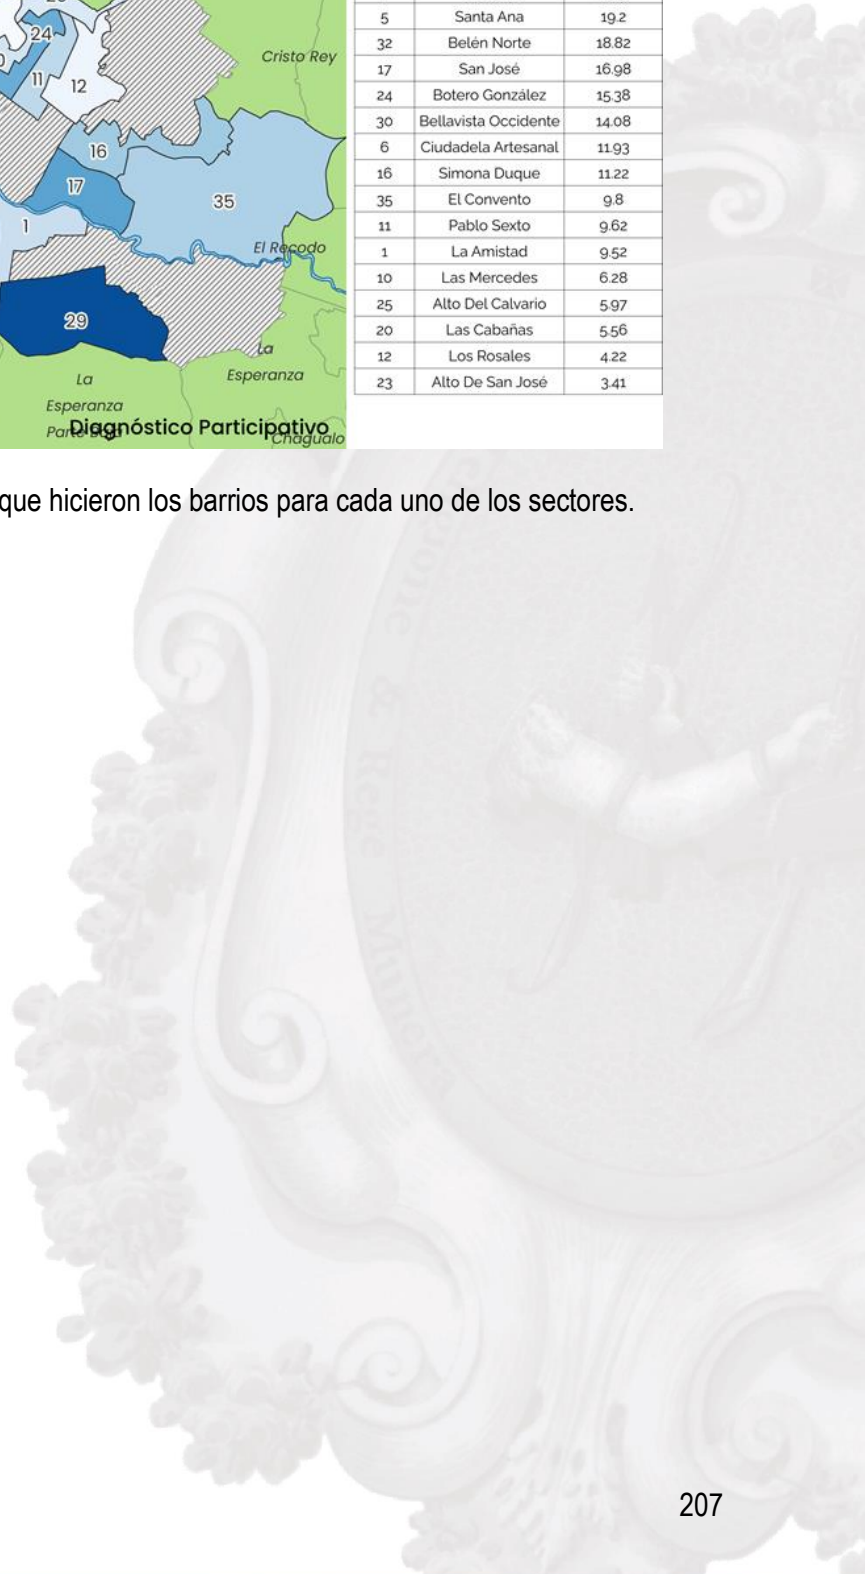 24
11
12
Cristo Rey
16
17
35
1
El Recodo
29
La
Esperanza
La
Esperanza
Parte Baja
Chagualo
Diagnóstico Participativo
5 Santa Ana 19.2
32 Belén Norte 18.82
17 San José 16.98
24 Botero González 15.38
30 Bellavista Occidente 14.08
6 Ciudadela Artesanal 11.93
16 Simona Duque 11.22
35 El Convento 9.8
11 Pablo Sexto 9.62
1 La Amistad 9.52
10 Las Mercedes 6.28
25 Alto Del Calvario 5.97
20 Las Cabañas 5.56
12 Los Rosales 4.22
23 Alto De San José 3.41
que hicieron los barrios para cada uno de los sectores.
207